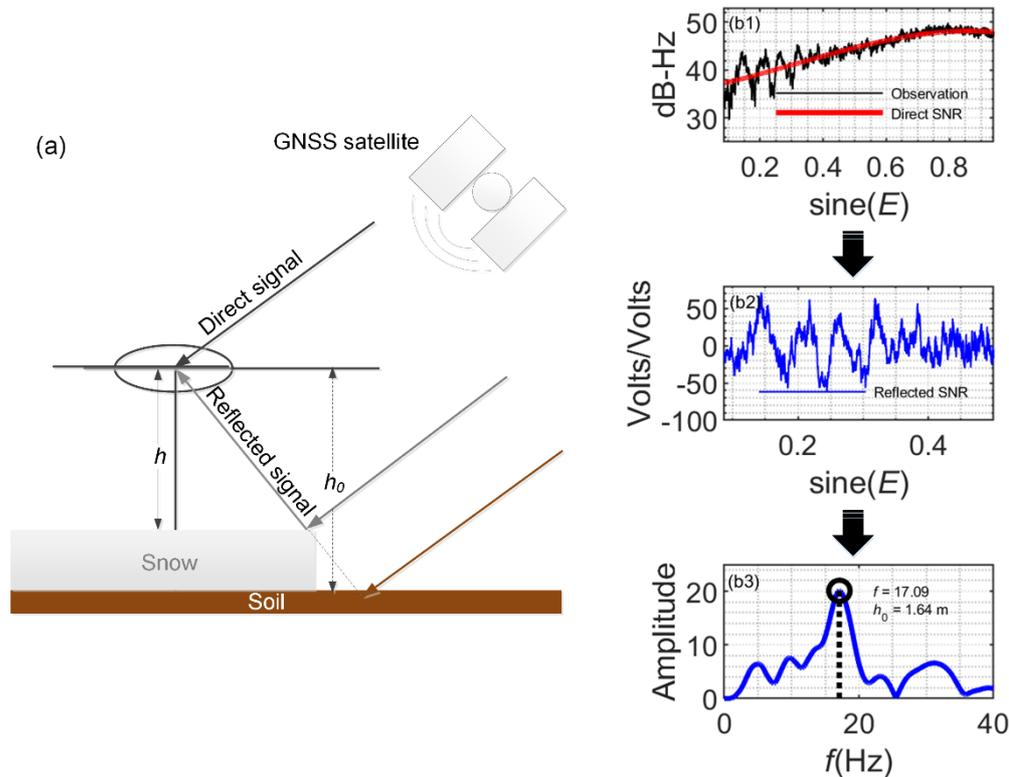 (a)
GNSS satellite
Direct signal
Reflected signal
h
h0
Snow
Soil
(b1)
50
40
30
dB-Hz
Observation
Direct SNR
0.2 0.4 0.6 0.8
sine(E)
(b2)
50
0
-50
-100
Volts/Volts
Reflected SNR
0.2 0.4
sine(E)
(b3)
20
10
0
Amplitude
f = 17.09
h0 = 1.64 m
0 20 40
f(Hz)